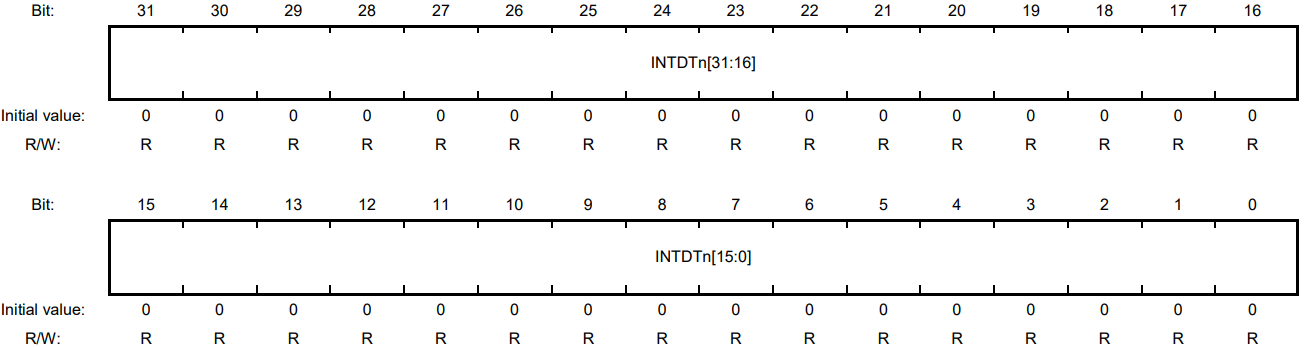 Bit: 31 30 29 28 27 26 25 24 23 22 21 20 19 18 17 16
INTDTn[31:16]
Initial value: 0 0 0 0 0 0 0 0 0 0 0 0 0 0 0 0
R/W: R R R R R R R R R R R R R R R R
Bit: 15 14 13 12 11 10 9 8 7 6 5 4 3 2 1 0
INTDTn[15:0]
Initial value: 0 0 0 0 0 0 0 0 0 0 0 0 0 0 0 0
R/W: R R R R R R R R R R R R R R R R